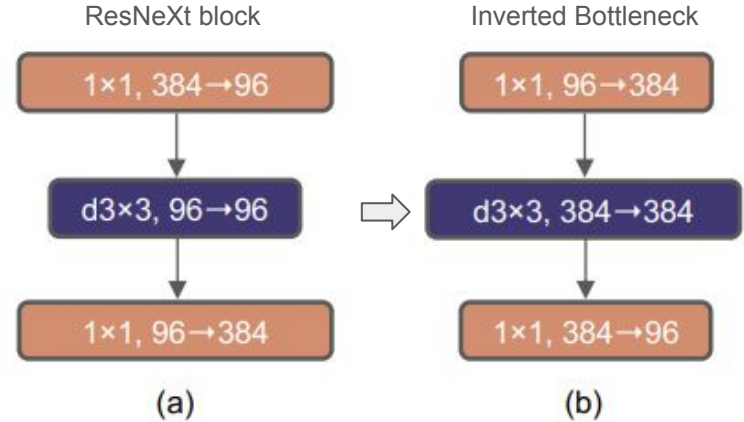 ResNeXt block
1×1, 384→96
d3×3, 96→96
1×1, 96→384
(a)
Inverted Bottleneck
1×1, 96→384
d3×3, 384→384
1×1, 384→96
(b)